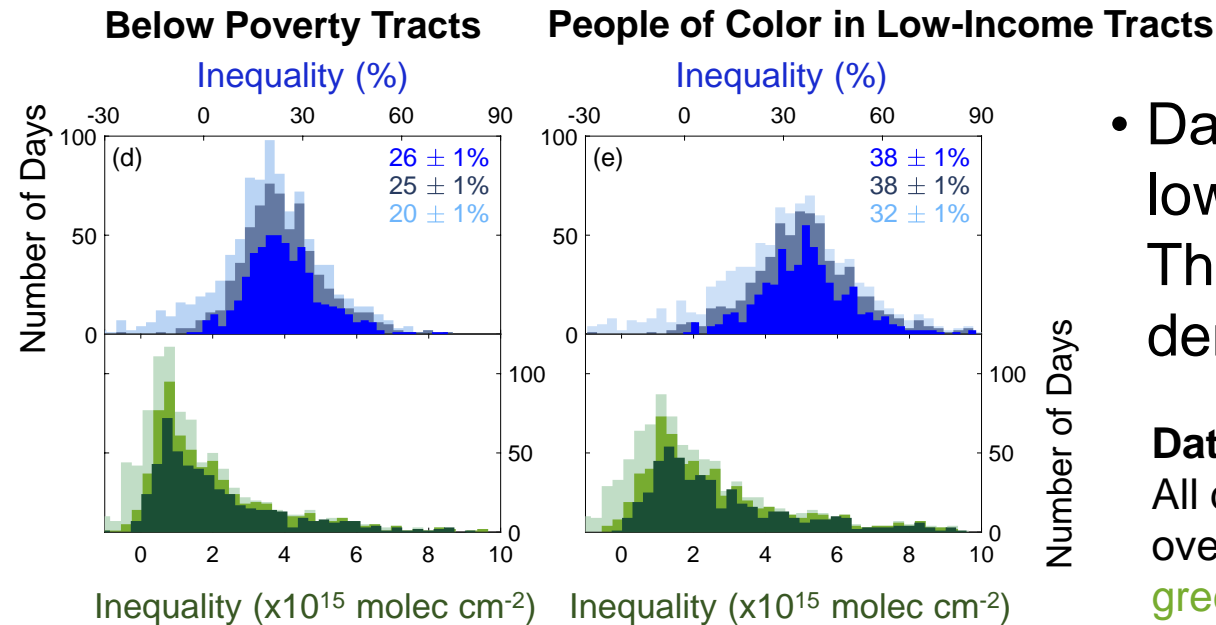 Below Poverty Tracts
People of Color in Low-Income Tracts
Inequality (%)
Inequality (%)
-30 0 30 60 90
-30 0 30 60 90
Number of Days
100
50
0
(d)
26 ± 1%
25 ± 1%
20 ± 1%
(e)
38 ± 1%
38 ± 1%
32 ± 1%
100
50
0
100
50
0
100
50
0
Number of Days
0 2 4 6 8 10
0 2 4 6 8 10
Inequality (x10¹⁵ molec cm⁻²)
Inequality (x10¹⁵ molec cm⁻²)
• Da
low
Th
der
Dat
All
ove
gree